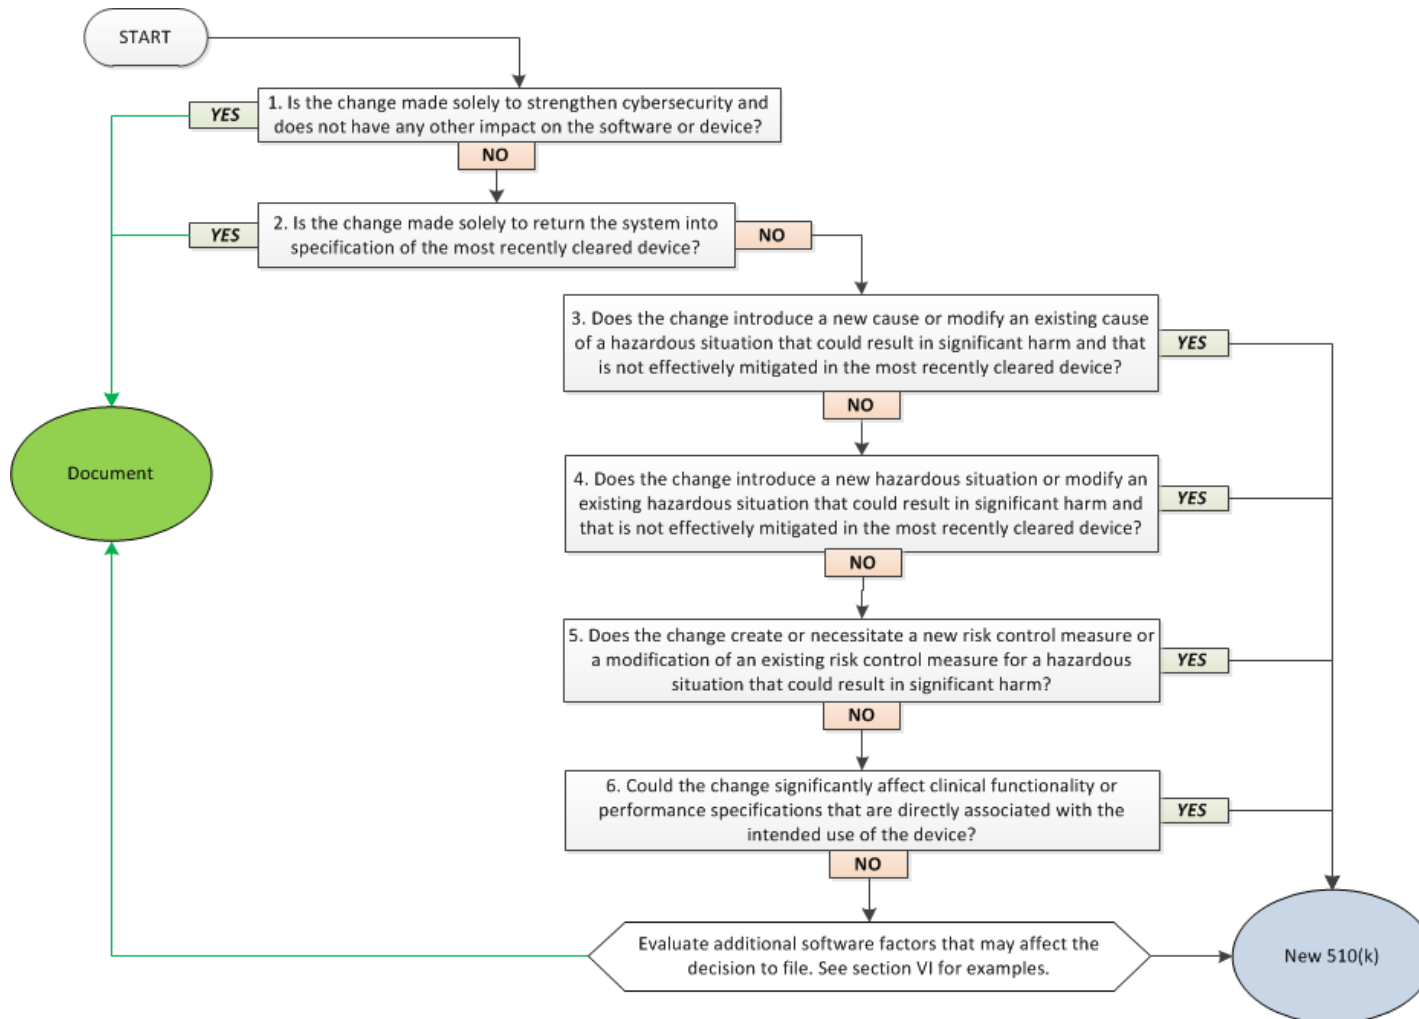 START
1. Is the change made solely to strengthen cybersecurity and
does not have any other impact on the software or device?
YES
NO
2. Is the change made solely to return the system into
specification of the most recently cleared device?
YES
NO
3. Does the change introduce a new cause or modify an existing cause
of a hazardous situation that could result in significant harm and that
is not effectively mitigated in the most recently cleared device?
YES
NO
Document
4. Does the change introduce a new hazardous situation or modify an
existing hazardous situation that could result in significant harm and
that is not effectively mitigated in the most recently cleared device?
YES
NO
5. Does the change create or necessitate a new risk control measure or
a modification of an existing risk control measure for a hazardous
situation that could result in significant harm?
YES
NO
6. Could the change significantly affect clinical functionality or
performance specifications that are directly associated with the
intended use of the device?
YES
NO
Evaluate additional software factors that may affect the
decision to file. See section VI for examples.
New 510(k)